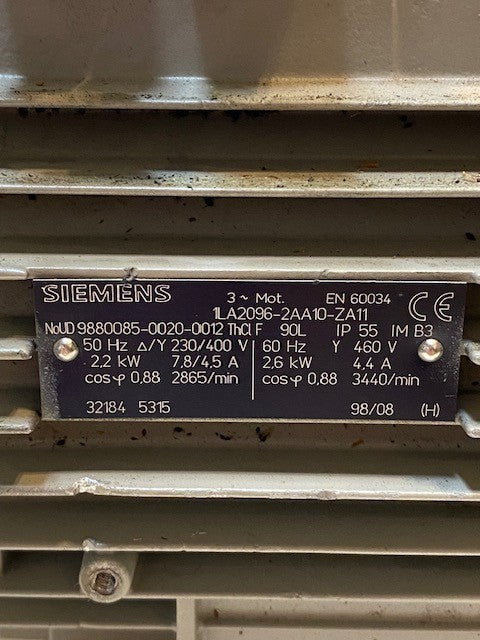 SIEMENS 3 ~ Mot. EN 60034 CE
1LA2096-2AA10-ZA11
NoUD 9880085-0020-0012 ThCl.F 90L IP 55 IM B3
50 Hz △/Y 230/400 V 60 Hz Y 460 V
2,2 kW 7,8/4,5 A 2,6 kW 4,4 A
cosφ 0,88 2865/min cosφ 0,88 3440/min
32184 5315 98/08 (H)